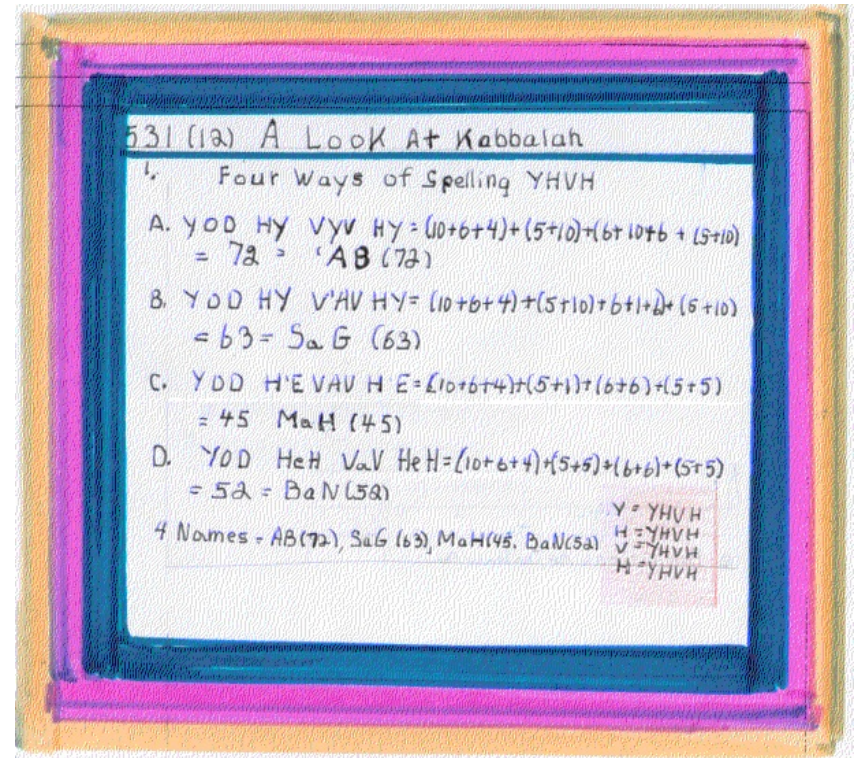 531 (12) A Look At Kabbalah
1. Four Ways of Spelling YHVH
A. YOD HY VYV HY = (10+6+4)+(5+10)+(6+10+6 + (5+10)
= 72 = 'AB (72)
B. YOD HY V'AV HY= (10+6+4)+(5+10)+6+1+6)+(5+10)
= 63 = SaG (63)
C. YOD H'E VAV H E=(10+6+4)+(5+1)+(6+6)+(5+5)
= 45 MaH (45)
D. YOD HeH VaV HeH=(10+6+4)+(5+5)+(6+6)+(5+5)
= 52 = BaN(52)
4 Names = AB(72), SaG (63), MaH(45. BaN(52)
Y = YHVH
H = YHVH
V = YHVH
H = YHVH